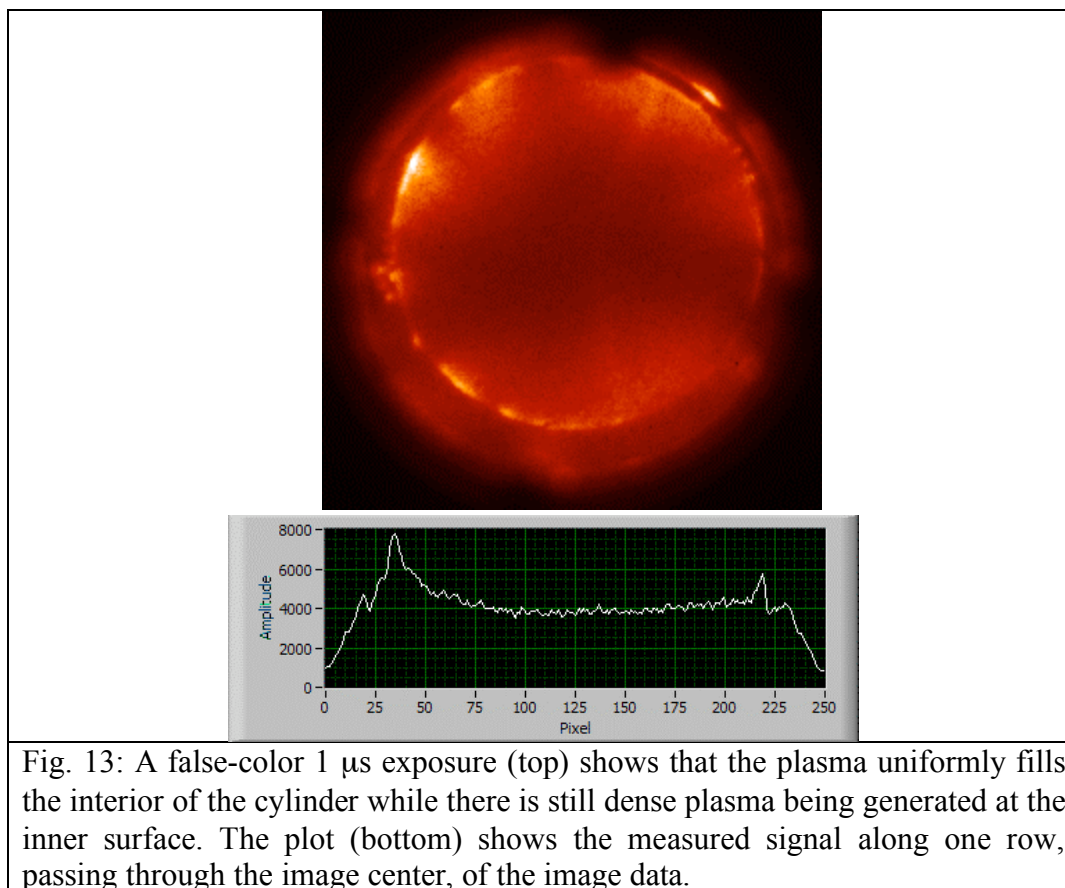 8000
6000
4000
2000
0
Amplitude
0 25 50 75 100 125 150 175 200 225 250
Pixel
Fig. 13: A false-color 1 μs exposure (top) shows that the plasma uniformly fills
the interior of the cylinder while there is still dense plasma being generated at the
inner surface. The plot (bottom) shows the measured signal along one row,
passing through the image center, of the image data.